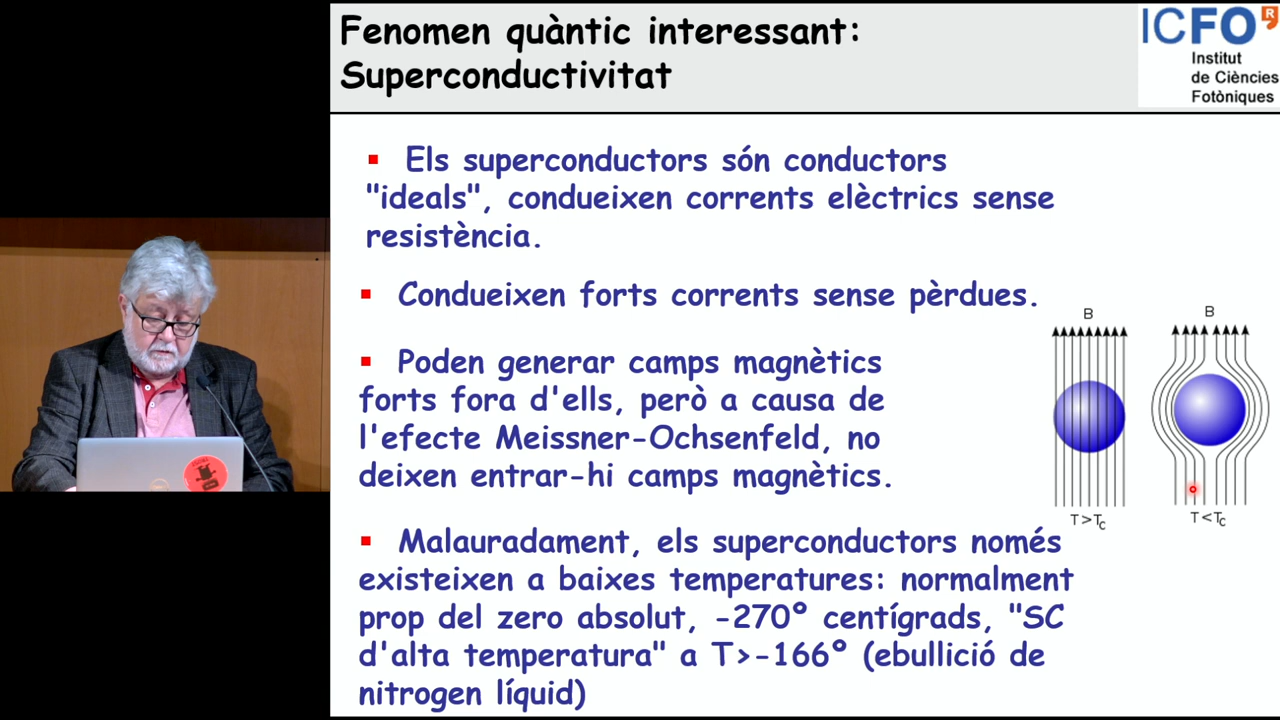 Fenomen quàntic interessant:
Superconductivitat
ICFO
R
Institut
de Ciències
Fotòniques
▪ Els superconductors són conductors
"ideals", condueixen corrents elèctrics sense
resistència.
▪ Condueixen forts corrents sense pèrdues.
▪ Poden generar camps magnètics
forts fora d'ells, però a causa de
l'efecte Meissner-Ochsenfeld, no
deixen entrar-hi camps magnètics.
B
B
T>Tc
T<Tc
▪ Malauradament, els superconductors només
existeixen a baixes temperatures: normalment
prop del zero absolut, -270º centígrads, "SC
d'alta temperatura" a T>-166º (ebullició de
nitrogen líquid)